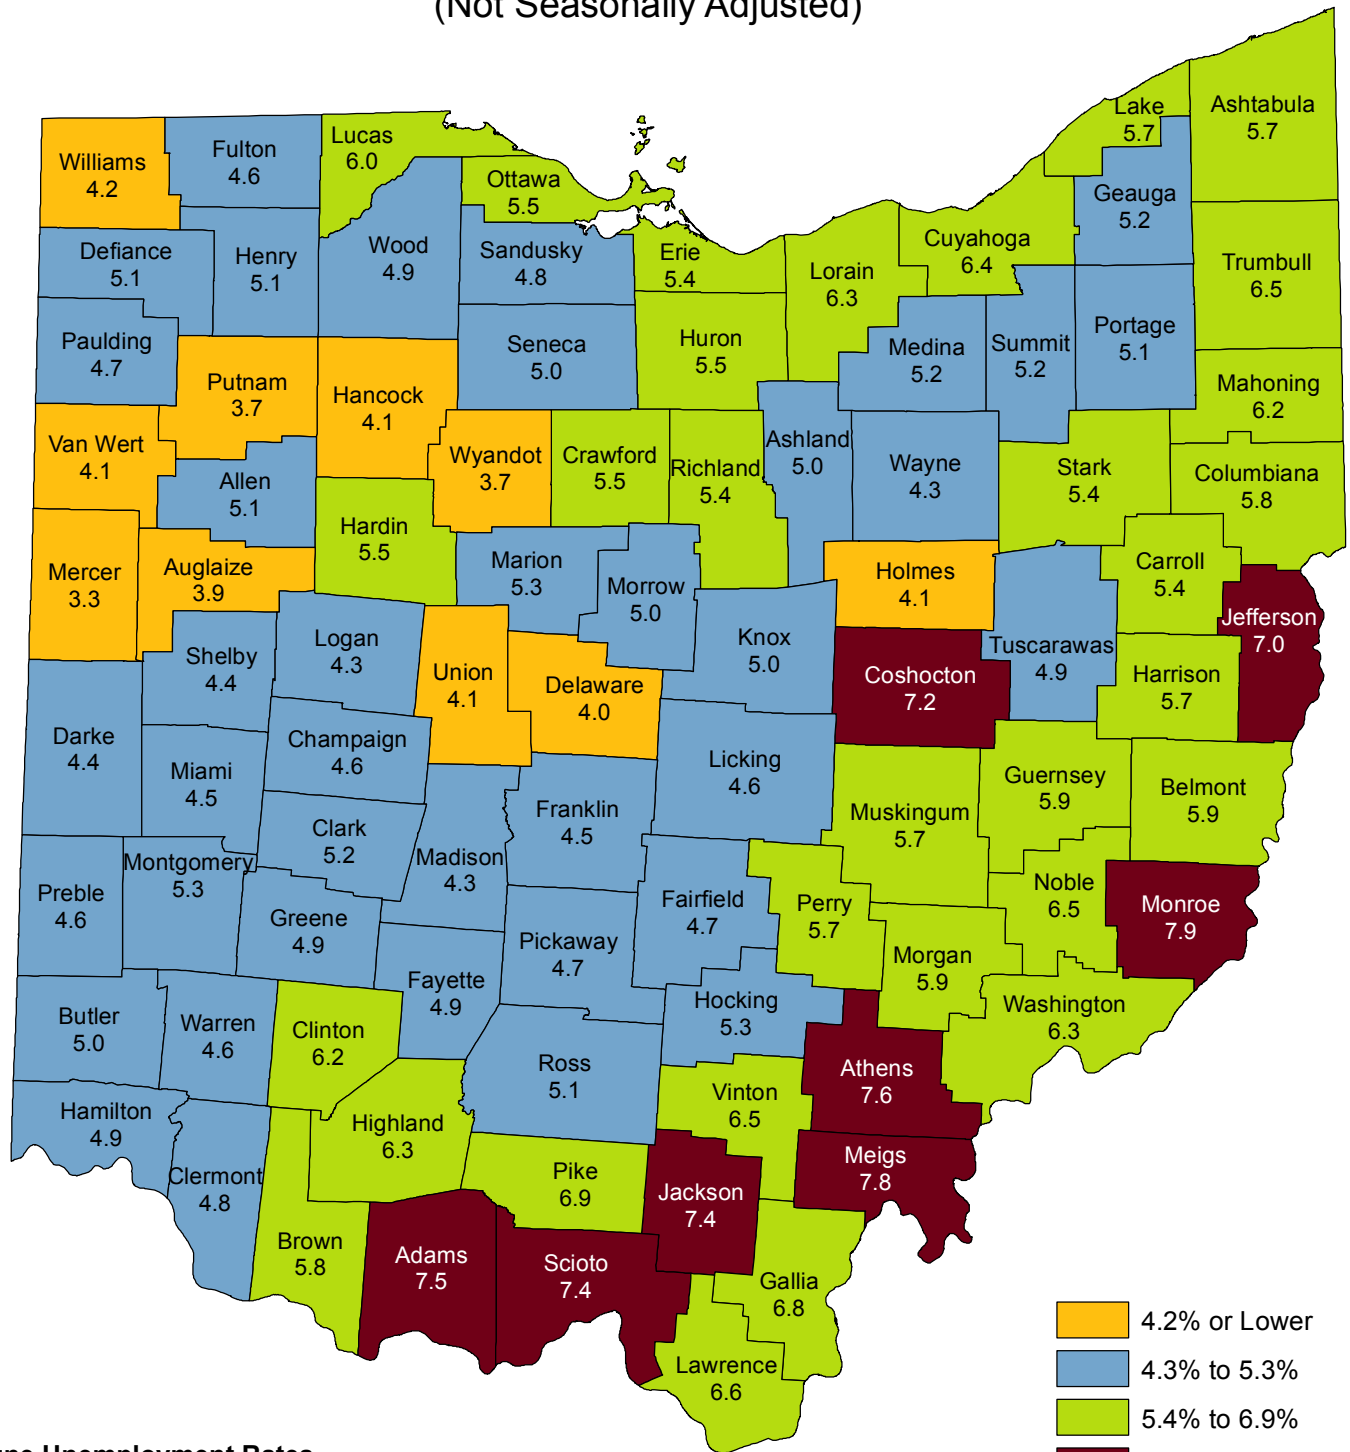 (Not Seasonally Adjusted)
Lake
5.7
Ashtabula
5.7
Lucas
6.0
Fulton
4.6
Williams
4.2
Ottawa
5.5
Geauga
5.2
Defiance
5.1
Henry
5.1
Wood
4.9
Sandusky
4.8
Erie
5.4
Lorain
6.3
Cuyahoga
6.4
Trumbull
6.5
Paulding
4.7
Seneca
5.0
Huron
5.5
Medina
5.2
Summit
5.2
Portage
5.1
Putnam
3.7
Hancock
4.1
Mahoning
6.2
Van Wert
4.1
Allen
5.1
Wyandot
3.7
Crawford
5.5
Richland
5.4
Ashland
5.0
Wayne
4.3
Stark
5.4
Columbiana
5.8
Hardin
5.5
Mercer
3.3
Auglaize
3.9
Marion
5.3
Morrow
5.0
Holmes
4.1
Carroll
5.4
Jefferson
7.0
Shelby
4.4
Logan
4.3
Union
4.1
Delaware
4.0
Knox
5.0
Coshocton
7.2
Tuscarawas
4.9
Harrison
5.7
Darke
4.4
Miami
4.5
Champaign
4.6
Licking
4.6
Guernsey
5.9
Belmont
5.9
Clark
5.2
Franklin
4.5
Muskingum
5.7
Montgomery
5.3
Madison
4.3
Preble
4.6
Greene
4.9
Fairfield
4.7
Perry
5.7
Noble
6.5
Monroe
7.9
Pickaway
4.7
Morgan
5.9
Fayette
4.9
Hocking
5.3
Washington
6.3
Butler
5.0
Warren
4.6
Clinton
6.2
Ross
5.1
Athens
7.6
Hamilton
4.9
Highland
6.3
Vinton
6.5
Clermont
4.8
Pike
6.9
Jackson
7.4
Meigs
7.8
Brown
5.8
Adams
7.5
Scioto
7.4
Gallia
6.8
Lawrence
6.6
4.2% or Lower
4.3% to 5.3%
5.4% to 6.9%
Unemployment Rates